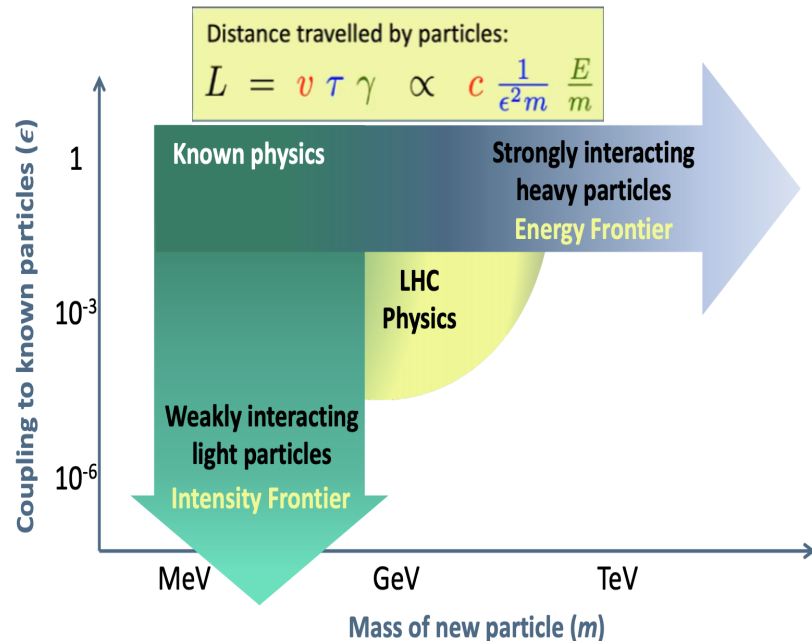 Distance travelled by particles:
L = v τ γ ∝ c 1/ϵ²m E/m
Coupling to known particles (ϵ)
1
10⁻³
10⁻⁶
Known physics
Strongly interacting
heavy particles
Energy Frontier
LHC
Physics
Weakly interacting
light particles
Intensity Frontier
MeV
GeV
TeV
Mass of new particle (m)